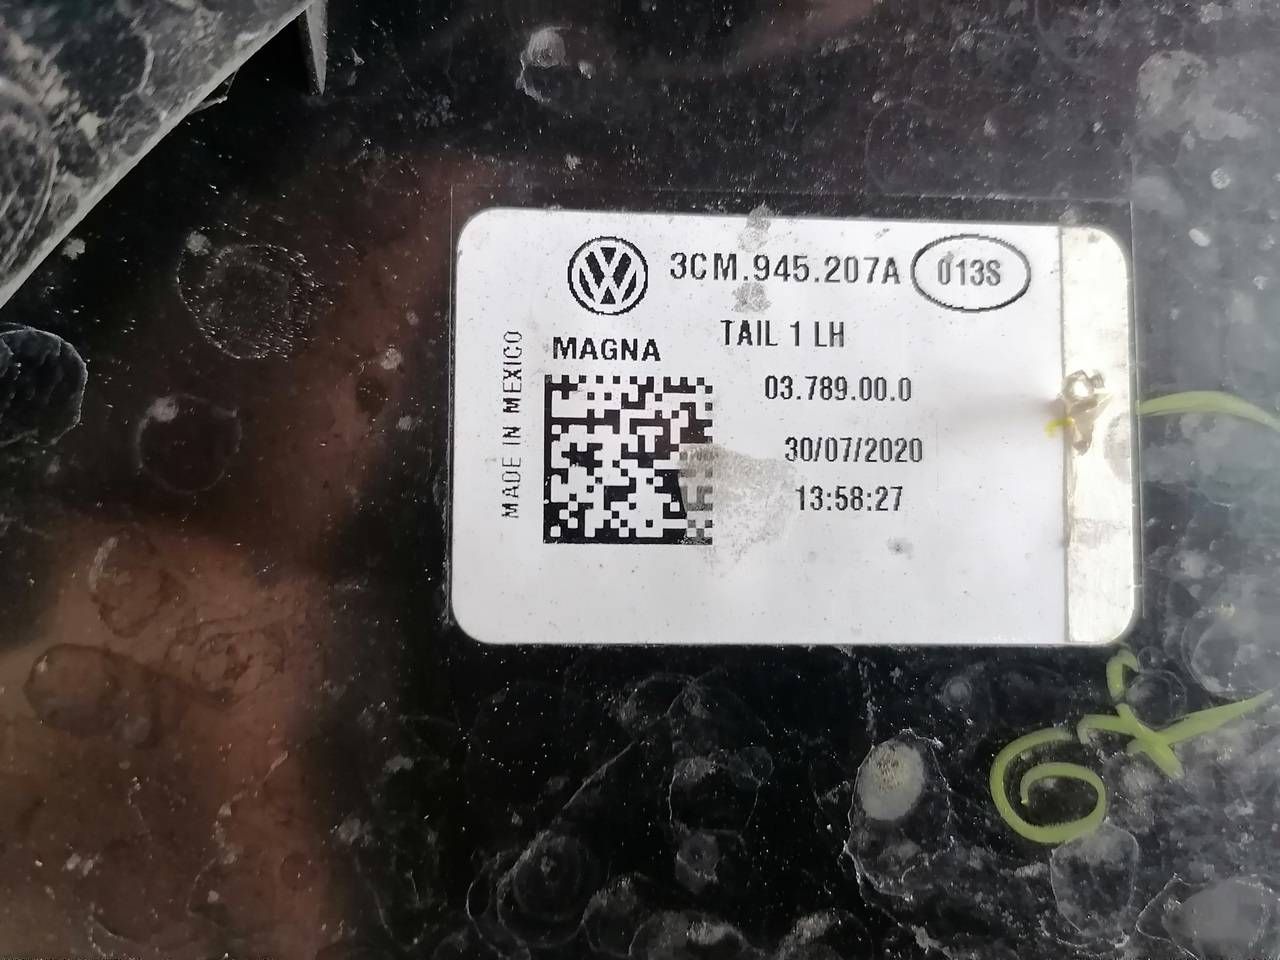 3CM.945.207A 013S
TAIL 1 LH
MAGNA
03.789.00.0
30/07/2020
13:58:27
MADE IN MEXICO